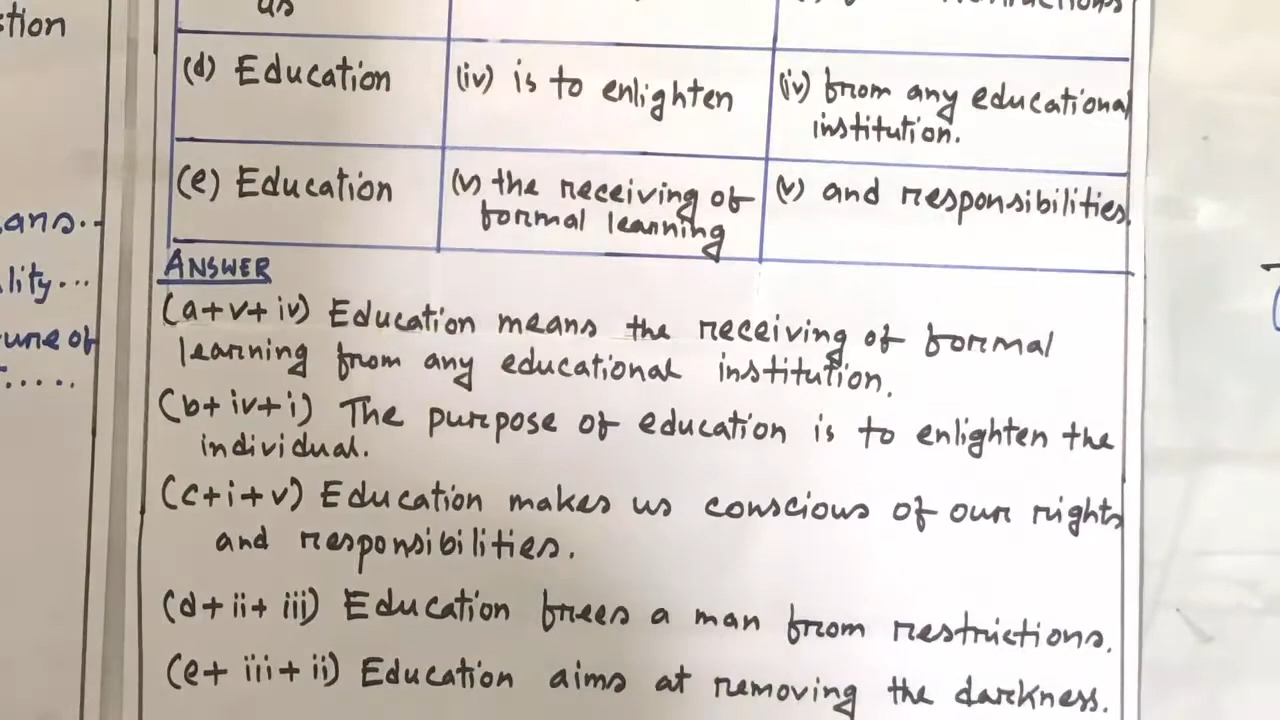 us
(d) Education (iv) is to enlighten (iv) from any educational
institution.
(e) Education (v) the receiving of (v) and responsibilities.
formal learning
ANSWER
(a+v+iv) Education means the receiving of formal
learning from any educational institution.
(b+iv+i) The purpose of education is to enlighten the
individual.
(c+i+v) Education makes us conscious of our rights
and responsibilities.
(d+ii+iii) Education frees a man from restrictions.
(e+iii+ii) Education aims at removing the darkness.